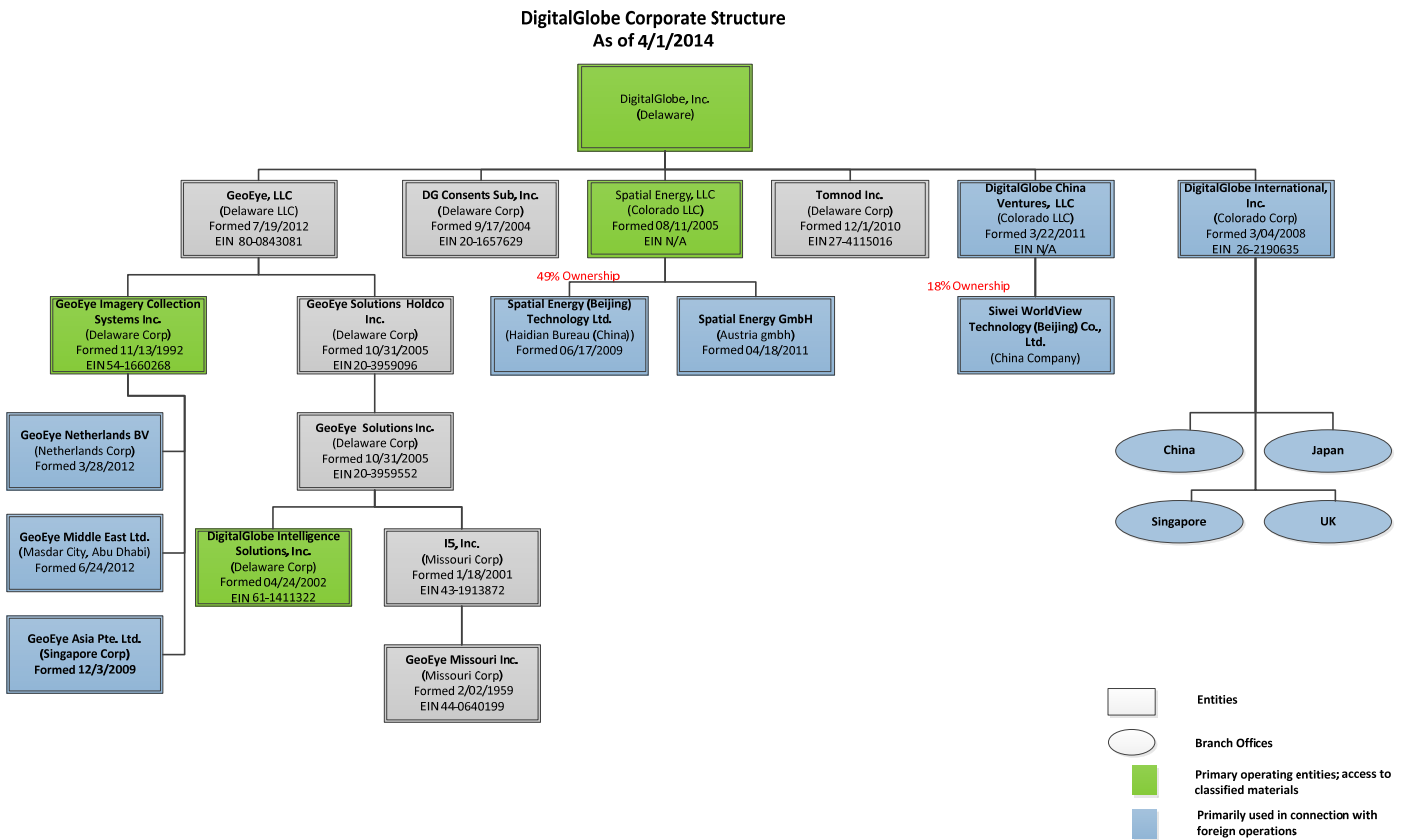 DigitalGlobe Corporate Structure
As of 4/1/2014
DigitalGlobe, Inc.
(Delaware)
GeoEye, LLC
(Delaware LLC)
Formed 7/19/2012
EIN 80-0843081
DG Consents Sub, Inc.
(Delaware Corp)
Formed 9/17/2004
EIN 20-1657629
Spatial Energy, LLC
(Colorado LLC)
Formed 08/11/2005
EIN N/A
Tomnod Inc.
(Delaware Corp)
Formed 12/1/2010
EIN 27-4115016
DigitalGlobe China
Ventures, LLC
(Colorado LLC)
Formed 3/22/2011
EIN N/A
DigitalGlobe International,
Inc.
(Colorado Corp)
Formed 3/04/2008
EIN 26-2190635
49% Ownership
18% Ownership
GeoEye Imagery Collection
Systems Inc.
(Delaware Corp)
Formed 11/13/1992
EIN 54-1660268
GeoEye Solutions Holdco
Inc.
(Delaware Corp)
Formed 10/31/2005
EIN 20-3959096
Spatial Energy (Beijing)
Technology Ltd.
(Haidian Bureau (China))
Formed 06/17/2009
Spatial Energy GmbH
(Austria gmbh)
Formed 04/18/2011
Siwei WorldView
Technology (Beijing) Co.,
Ltd.
(China Company)
GeoEye Netherlands BV
(Netherlands Corp)
Formed 3/28/2012
GeoEye Solutions Inc.
(Delaware Corp)
Formed 10/31/2005
EIN 20-3959552
China
Japan
Singapore
UK
GeoEye Middle East Ltd.
(Masdar City, Abu Dhabi)
Formed 6/24/2012
DigitalGlobe Intelligence
Solutions, Inc.
(Delaware Corp)
Formed 04/24/2002
EIN 61-1411322
I5, Inc.
(Missouri Corp)
Formed 1/18/2001
EIN 43-1913872
GeoEye Asia Pte. Ltd.
(Singapore Corp)
Formed 12/3/2009
GeoEye Missouri Inc.
(Missouri Corp)
Formed 2/02/1959
EIN 44-0640199
Entities
Branch Offices
Primary operating entities; access to
classified materials
Primarily used in connection with
foreign operations